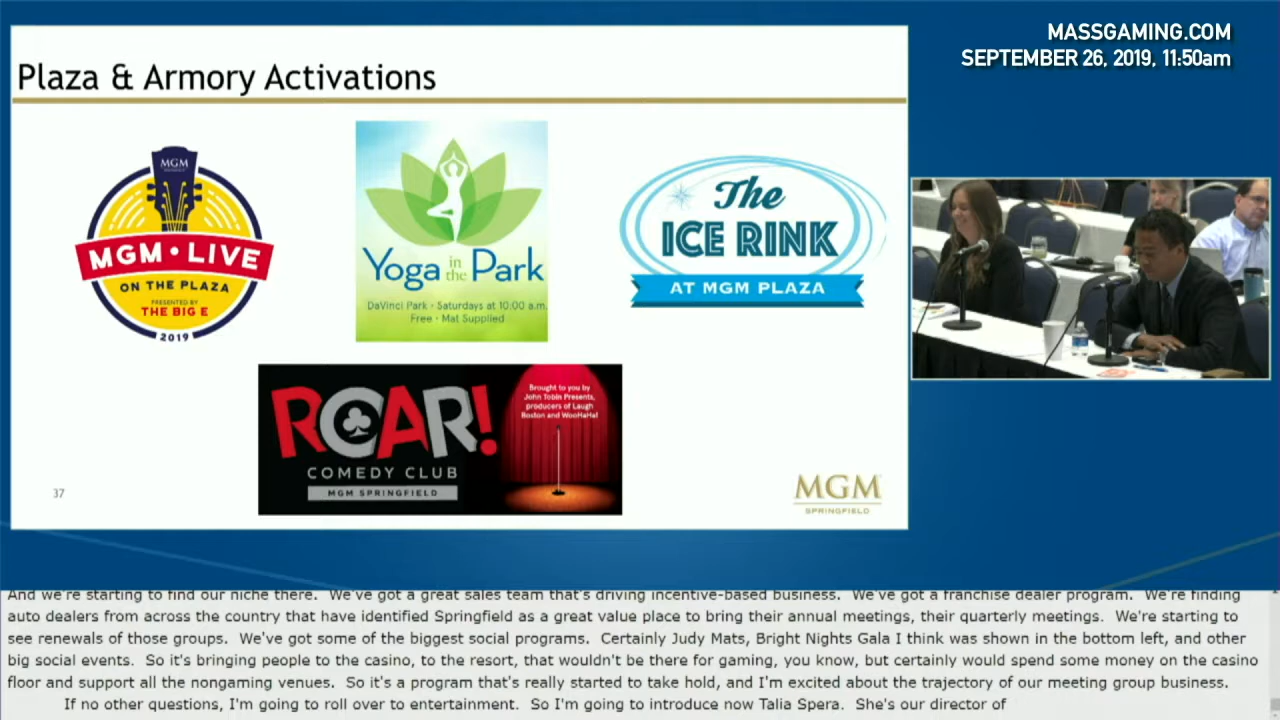 MASSGAMING.COM
SEPTEMBER 26, 2019, 11:50am
Plaza & Armory Activations
MGM
MGM • LIVE
ON THE PLAZA
PRESENTED BY
THE BIG E
2019
Yoga in the Park
DaVinci Park • Saturdays at 10:00 a.m.
Free • Mat Supplied
The
ICE RINK
AT MGM PLAZA
ROAR!
COMEDY CLUB
MGM SPRINGFIELD
Brought to you by
John Tobin Presents,
producers of Laugh
Boston and WooHaHa!
37
MGM
SPRINGFIELD
And we're starting to find our niche there. We've got a great sales team that's driving incentive-based business. We've got a franchise dealer program. We're finding
auto dealers from across the country that have identified Springfield as a great value place to bring their annual meetings, their quarterly meetings. We're starting to
see renewals of those groups. We've got some of the biggest social programs. Certainly Judy Mats, Bright Nights Gala I think was shown in the bottom left, and other
big social events. So it's bringing people to the casino, to the resort, that wouldn't be there for gaming, you know, but certainly would spend some money on the casino
floor and support all the nongaming venues. So it's a program that's really started to take hold, and I'm excited about the trajectory of our meeting group business.
If no other questions, I'm going to roll over to entertainment. So I'm going to introduce now Talia Spera. She's our director of